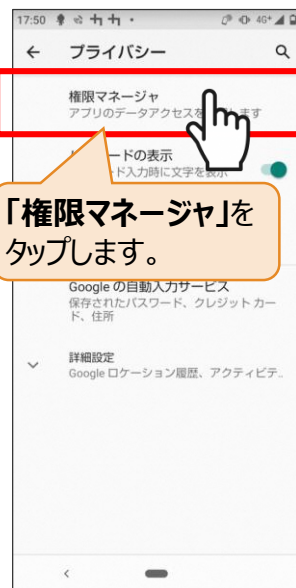 17:50
4G+
プライバシー
権限マネージャ
アプリのデータアクセスを
ます
ードの表示
ド入力時に文字を表示
「権限マネージャ」を
タップします。
Google の自動入力サービス
保存されたパスワード、クレジット カー
ド、住所
詳細設定
Google ロケーション履歴、アクティビテ..